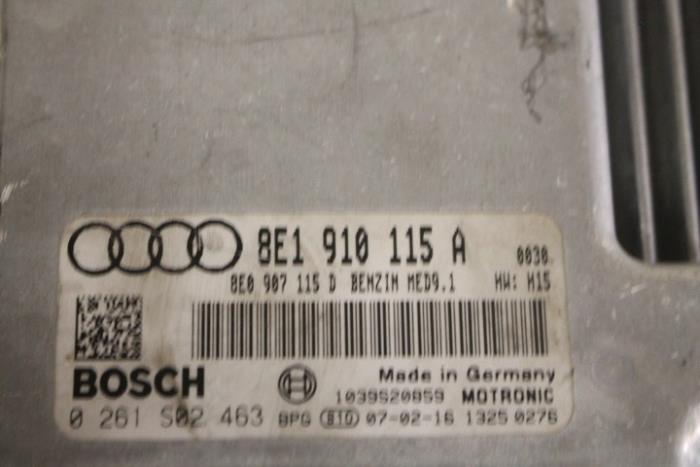 8E1 910 115 A 0030
8E0 907 115 D BENZIN MED9.1 HW: H15
BOSCH Made in Germany
1039S20859 MOTRONIC
0 261 S02 463 BPG B10 07-02-16 1325 0276